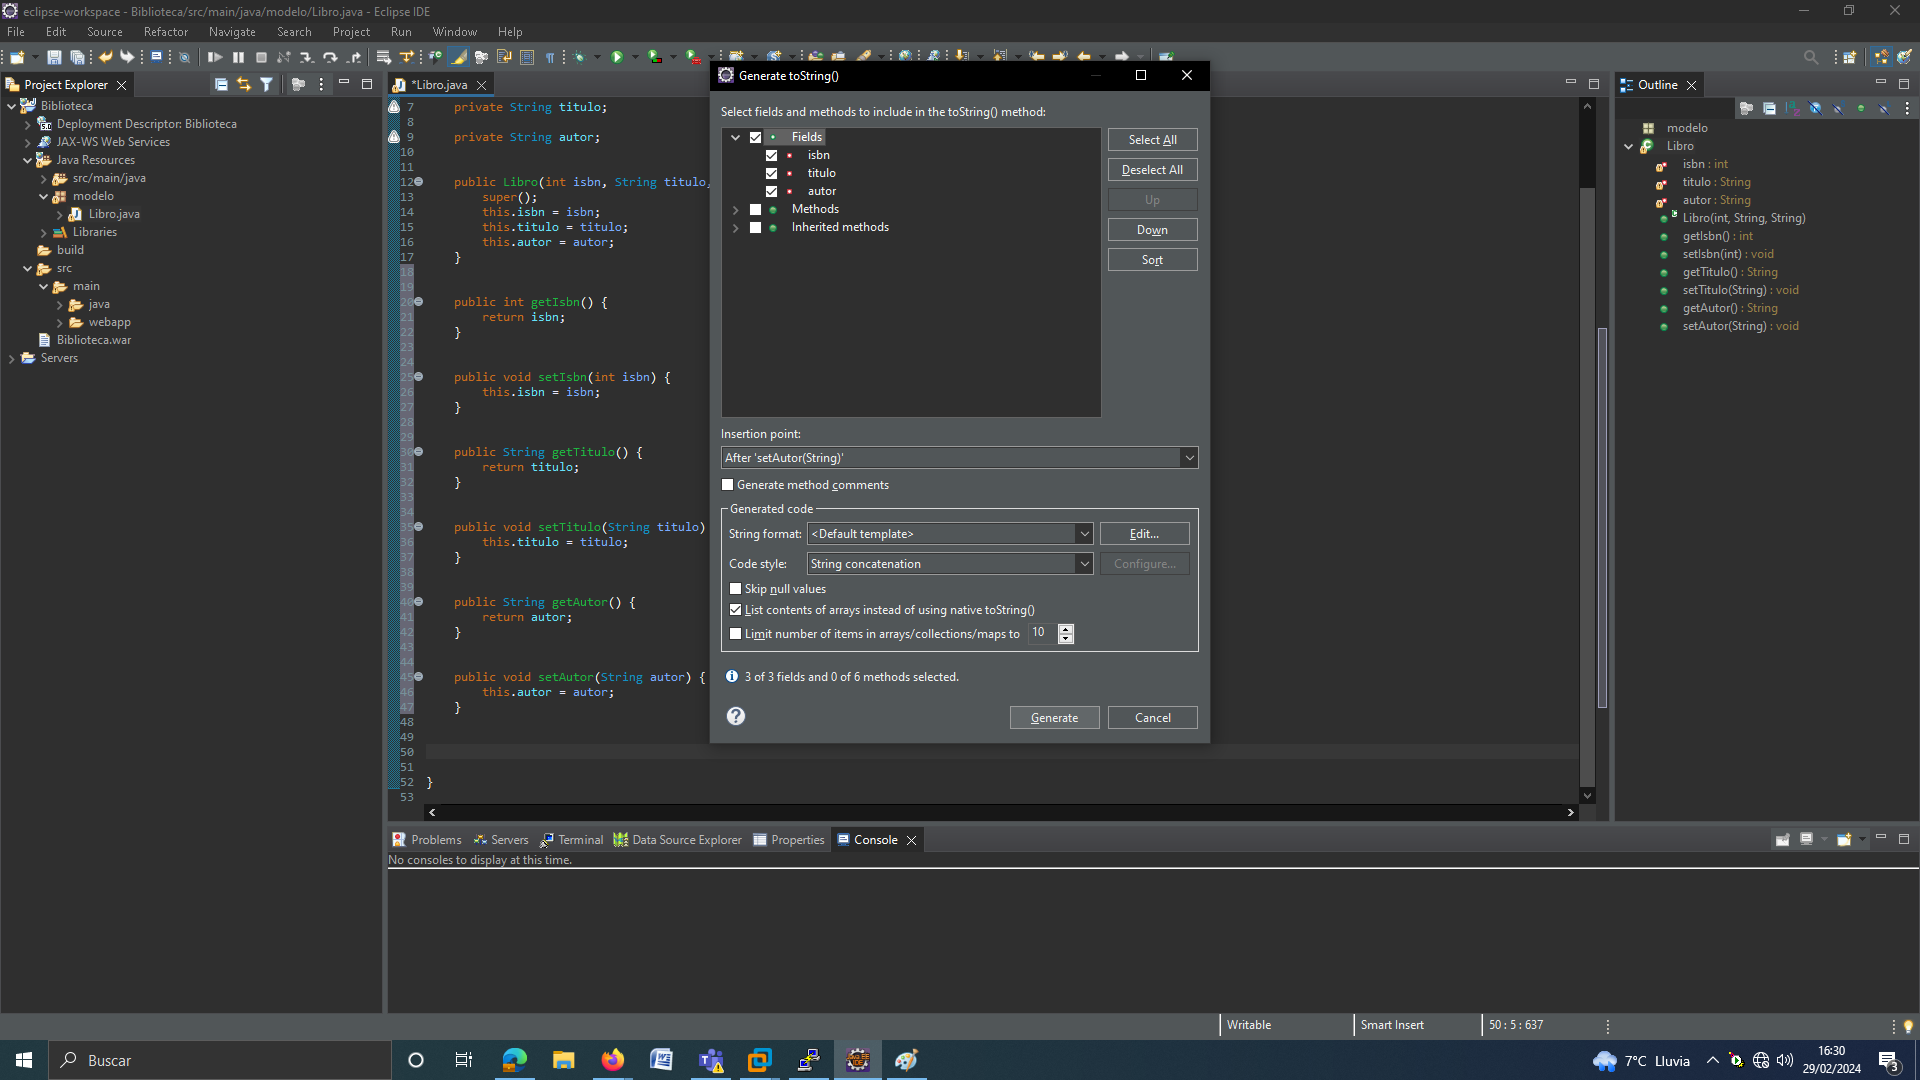 eclipse-workspace - Biblioteca/src/main/java/modelo/Libro.java - Eclipse IDE
File Edit Source Refactor Navigate Search Project Run Window Help
Project Explorer
Biblioteca
Deployment Descriptor: Biblioteca
JAX-WS Web Services
Java Resources
src/main/java
modelo
Libro.java
Libraries
build
src
main
java
webapp
Biblioteca.war
Servers
*Libro.java
7 private String titulo;
8
9 private String autor;
10
11
12 public Libro(int isbn, String titulo,
13 super();
14 this.isbn = isbn;
15 this.titulo = titulo;
16 this.autor = autor;
17 }
18
19
20 public int getIsbn() {
21 return isbn;
22 }
23
24
25 public void setIsbn(int isbn) {
26 this.isbn = isbn;
27 }
28
29
30 public String getTitulo() {
31 return titulo;
32 }
33
34
35 public void setTitulo(String titulo)
36 this.titulo = titulo;
37 }
38
39
40 public String getAutor() {
41 return autor;
42 }
43
44
45 public void setAutor(String autor) {
46 this.autor = autor;
47 }
48
49
50
51
52 }
53
Generate toString()
Select fields and methods to include in the toString() method:
Fields
isbn
titulo
autor
Methods
Inherited methods
Select All
Deselect All
Up
Down
Sort
Insertion point:
After 'setAutor(String)'
Generate method comments
Generated code
String format: <Default template> Edit...
Code style: String concatenation Configure...
Skip null values
List contents of arrays instead of using native toString()
Limit number of items in arrays/collections/maps to 10
3 of 3 fields and 0 of 6 methods selected.
Generate Cancel
Outline
modelo
Libro
isbn : int
titulo : String
autor : String
Libro(int, String, String)
getIsbn() : int
setIsbn(int) : void
getTitulo() : String
setTitulo(String) : void
getAutor() : String
setAutor(String) : void
Problems Servers Terminal Data Source Explorer Properties Console
No consoles to display at this time.
Writable Smart Insert 50 : 5 : 637
Buscar
7°C Lluvia
16:30
29/02/2024
3